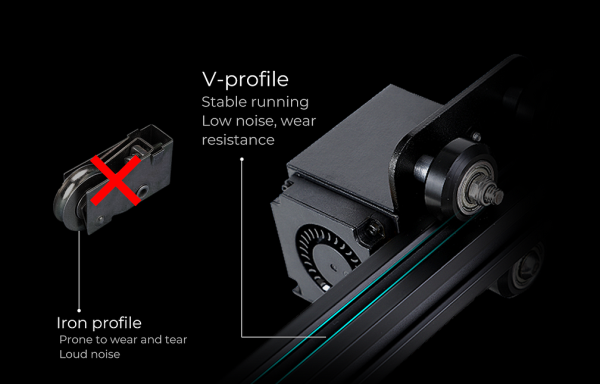 V-profile
Stable running
Low noise, wear
resistance
Iron profile
Prone to wear and tear
Loud noise